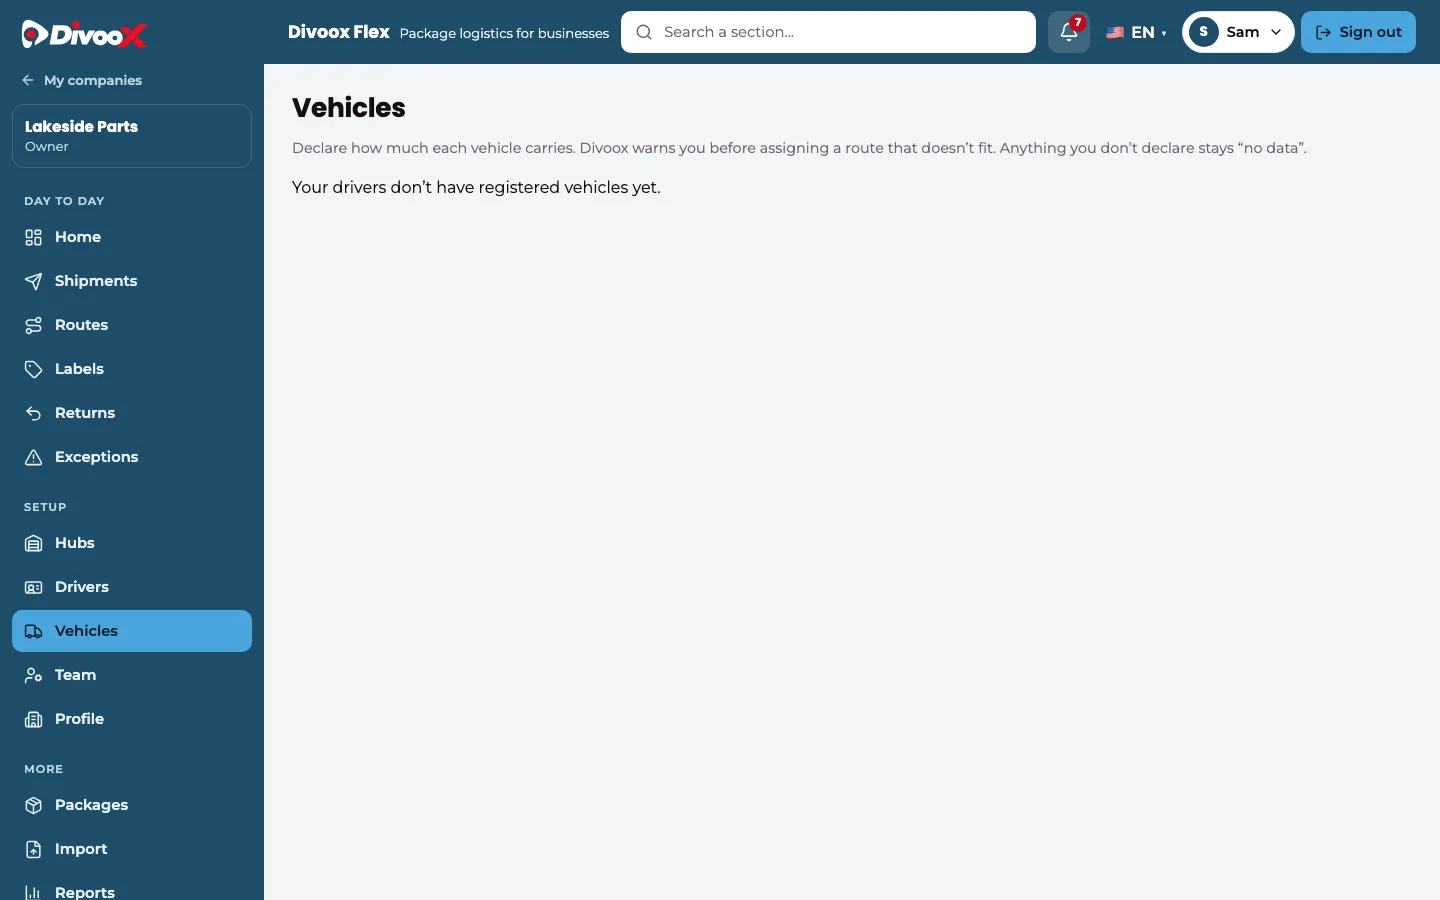 DivooX
Divoox Flex Package logistics for businesses
Search a section...
7
EN
S
Sam
Sign out
My companies
Lakeside Parts
Owner
DAY TO DAY
Home
Shipments
Routes
Labels
Returns
Exceptions
SETUP
Hubs
Drivers
Vehicles
Team
Profile
MORE
Packages
Import
Reports
Vehicles
Declare how much each vehicle carries. Divoox warns you before assigning a route that doesn’t fit. Anything you don’t declare stays “no data”.
Your drivers don’t have registered vehicles yet.